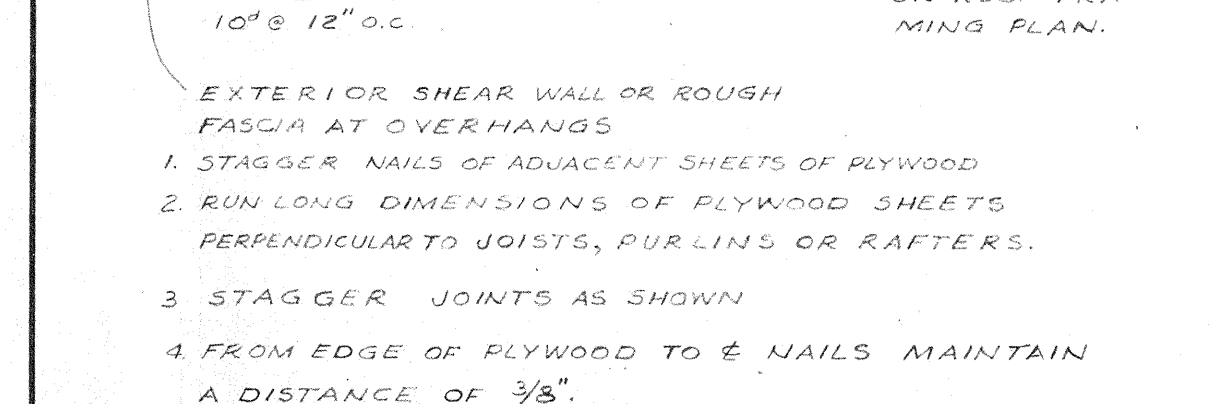 10d @ 12" O.C.
MING PLAN.
EXTERIOR SHEAR WALL OR ROUGH
FASCIA AT OVERHANGS
1. STAGGER NAILS OF ADJACENT SHEETS OF PLYWOOD
2. RUN LONG DIMENSIONS OF PLYWOOD SHEETS
PERPENDICULAR TO JOISTS, PURLINS OR RAFTERS.
3 STAGGER JOINTS AS SHOWN
4. FROM EDGE OF PLYWOOD TO ℄ NAILS MAINTAIN
A DISTANCE OF 3/8".